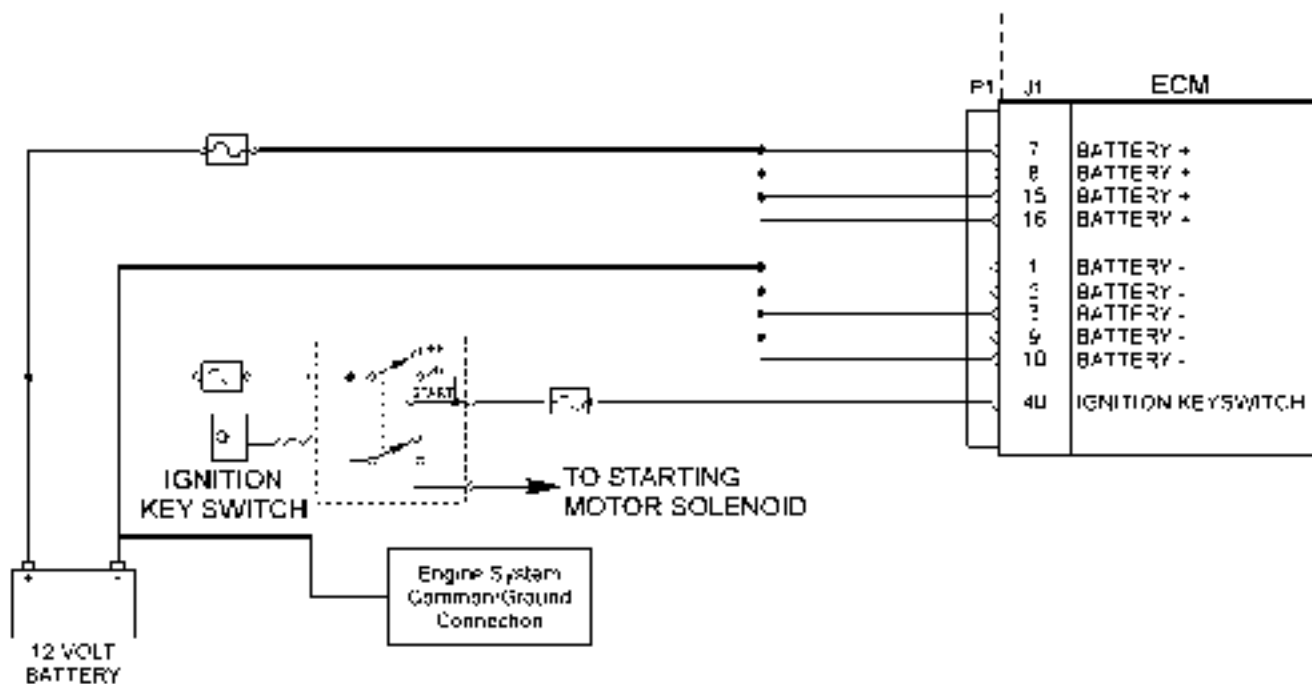 P1 J1 ECM
7 BATTERY +
8 BATTERY +
15 BATTERY +
16 BATTERY +
1 BATTERY -
2 BATTERY -
3 BATTERY -
9 BATTERY -
10 BATTERY -
40 IGNITION KEYSWITCH
START
IGNITION
KEY SWITCH
TO STARTING
MOTOR SOLENOID
+ -
Engine System
Common/Ground
Connection
12 VOLT
BATTERY